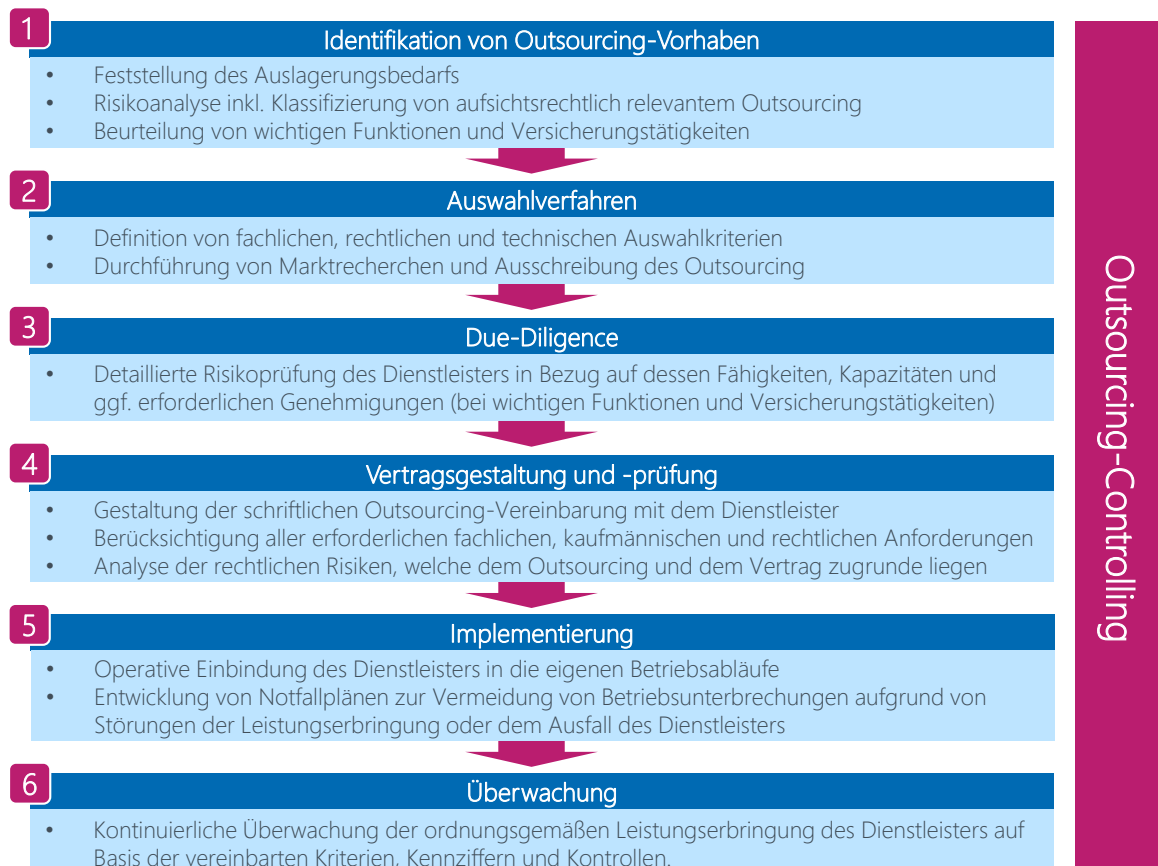 1
Identifikation von Outsourcing-Vorhaben
• Feststellung des Auslagerungsbedarfs
• Risikoanalyse inkl. Klassifizierung von aufsichtsrechtlich relevantem Outsourcing
• Beurteilung von wichtigen Funktionen und Versicherungstätigkeiten
2
Auswahlverfahren
• Definition von fachlichen, rechtlichen und technischen Auswahlkriterien
• Durchführung von Marktrecherchen und Ausschreibung des Outsourcing
3
Due-Diligence
• Detaillierte Risikoprüfung des Dienstleisters in Bezug auf dessen Fähigkeiten, Kapazitäten und
ggf. erforderlichen Genehmigungen (bei wichtigen Funktionen und Versicherungstätigkeiten)
4
Vertragsgestaltung und -prüfung
• Gestaltung der schriftlichen Outsourcing-Vereinbarung mit dem Dienstleister
• Berücksichtigung aller erforderlichen fachlichen, kaufmännischen und rechtlichen Anforderungen
• Analyse der rechtlichen Risiken, welche dem Outsourcing und dem Vertrag zugrunde liegen
5
Implementierung
• Operative Einbindung des Dienstleisters in die eigenen Betriebsabläufe
• Entwicklung von Notfallplänen zur Vermeidung von Betriebsunterbrechungen aufgrund von
Störungen der Leistungserbringung oder dem Ausfall des Dienstleisters
6
Überwachung
• Kontinuierliche Überwachung der ordnungsgemäßen Leistungserbringung des Dienstleisters auf
Basis der vereinbarten Kriterien, Kennziffern und Kontrollen.
Outsourcing-Controlling